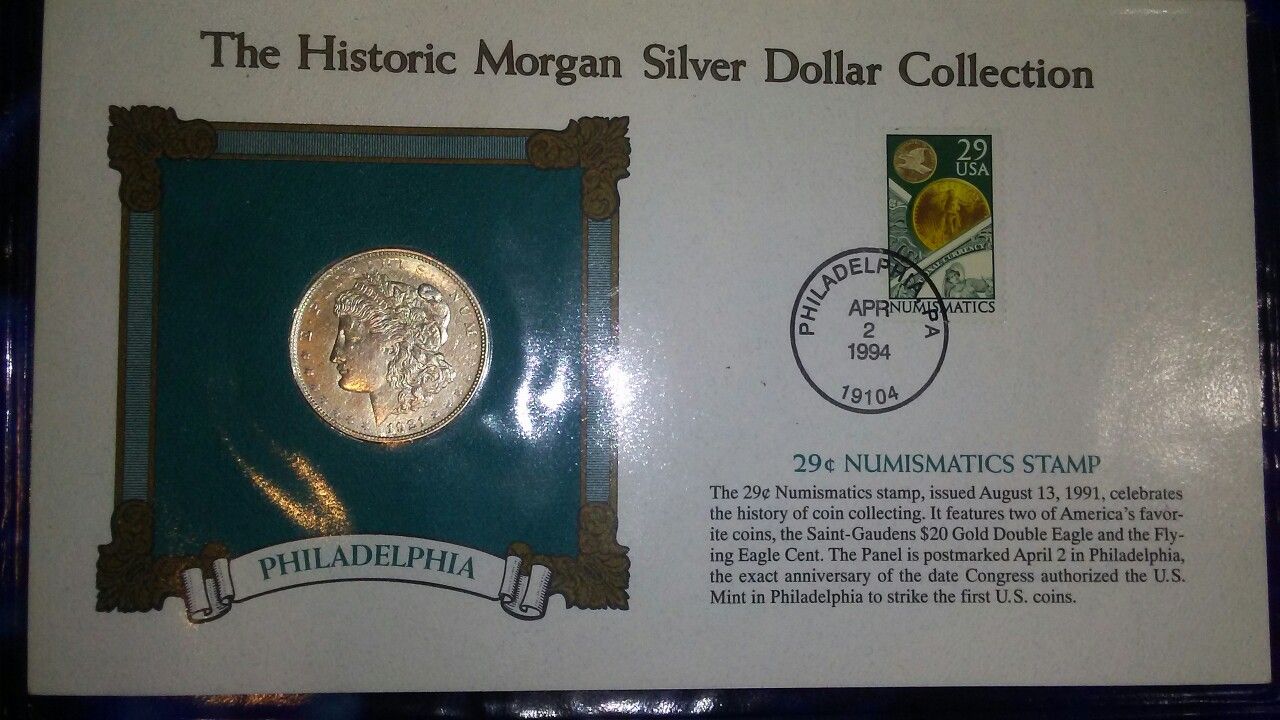 The Historic Morgan Silver Dollar Collection
29
USA
NUMISMATICS
PHILADELPHIA PA
APR
2
1994
19104
1921
PHILADELPHIA
29¢ NUMISMATICS STAMP
The 29¢ Numismatics stamp, issued August 13, 1991, celebrates
the history of coin collecting. It features two of America's favor-
ite coins, the Saint-Gaudens $20 Gold Double Eagle and the Fly-
ing Eagle Cent. The Panel is postmarked April 2 in Philadelphia,
the exact anniversary of the date Congress authorized the U.S.
Mint in Philadelphia to strike the first U.S. coins.